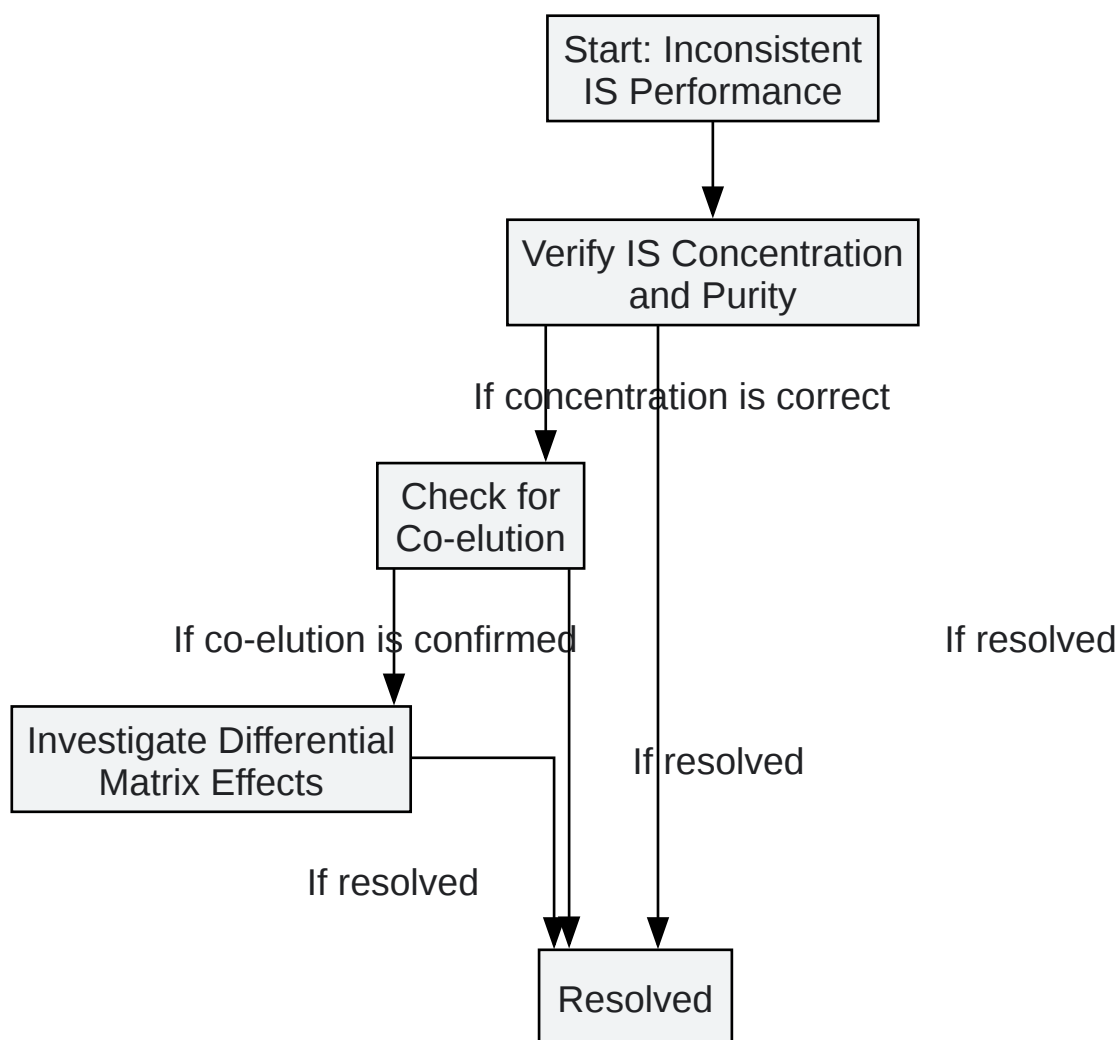 Start: Inconsistent
IS Performance
Verify IS Concentration
and Purity
If concentration is correct
Check for
Co-elution
If co-elution is confirmed
If resolved
Investigate Differential
Matrix Effects
If resolved
If resolved
Resolved